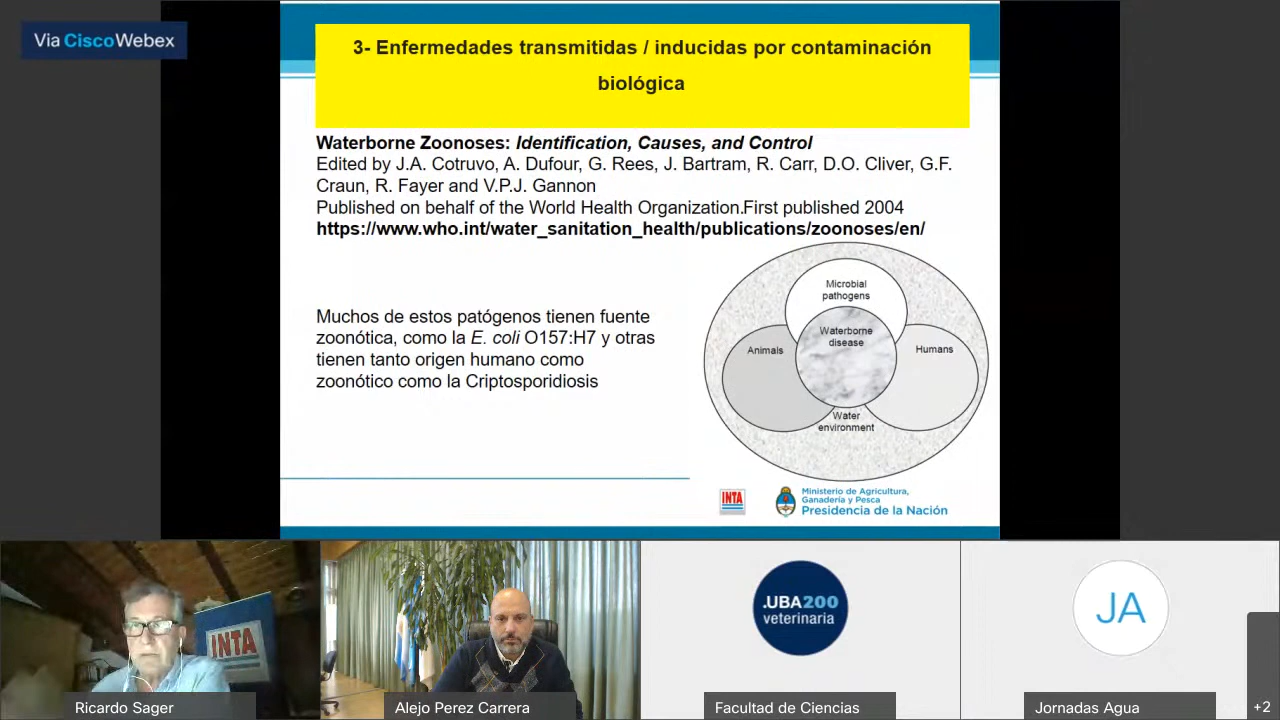 Via Cisco Webex
3- Enfermedades transmitidas / inducidas por contaminación
biológica
Waterborne Zoonoses: Identification, Causes, and Control
Edited by J.A. Cotruvo, A. Dufour, G. Rees, J. Bartram, R. Carr, D.O. Cliver, G.F.
Craun, R. Fayer and V.P.J. Gannon
Published on behalf of the World Health Organization.First published 2004
https://www.who.int/water_sanitation_health/publications/zoonoses/en/
Muchos de estos patógenos tienen fuente
zoonótica, como la E. coli O157:H7 y otras
tienen tanto origen humano como
zoonótico como la Criptosporidiosis
Microbial
pathogens
Waterborne
disease
Animals
Humans
Water
environment
INTA
Ministerio de Agricultura,
Ganadería y Pesca
Presidencia de la Nación
INTA
.UBA200
veterinaria
JA
Ricardo Sager
Alejo Perez Carrera
Facultad de Ciencias
Jornadas Agua
+2